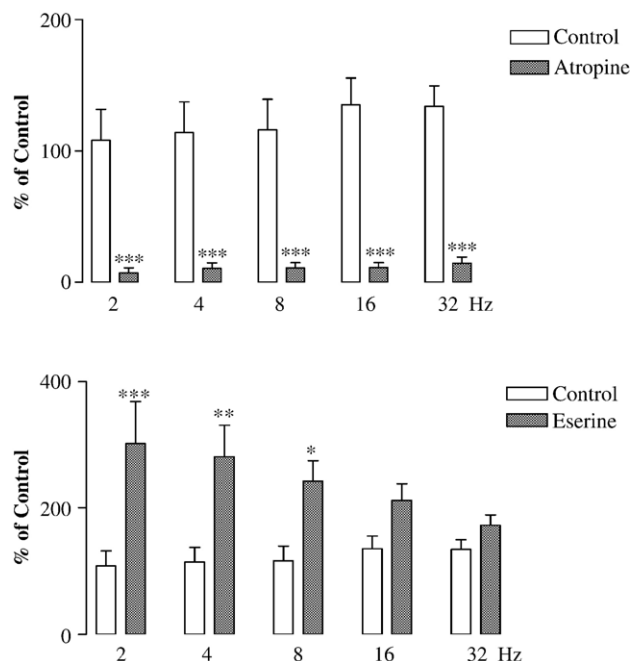 200
Control
Atropine
% of Control
100
*** *** *** *** ***
0
2 4 8 16 32 Hz
400
Control
*** ** *
Eserine
% of Control
200
0
2 4 8 16 32 Hz